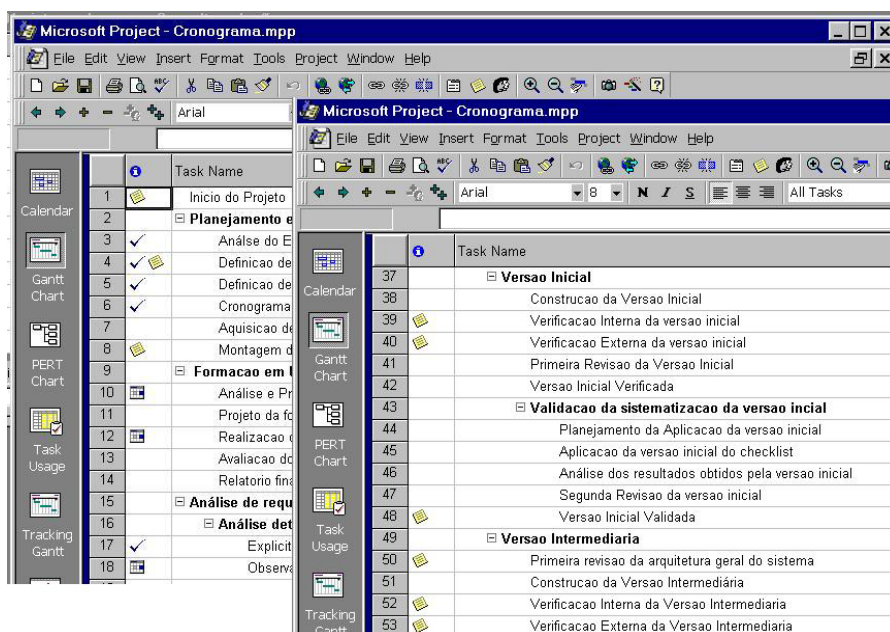 Microsoft Project - Cronograma.mpp
File Edit View Insert Format Tools Project Window Help
Arial
Task Name
1 Inicio do Projeto
2 Planejamento e
3 Análse do E
4 Definicao de
5 Definicao de
6 Cronograma
7 Aquisicao de
8 Montagem d
9 Formacao em
10 Análise e Pr
11 Projeto da fo
12 Realizacao
13 Avaliacao do
14 Relatorio fina
15 Análise de requ
16 Análise det
17 Explicit
18 Observa
Calendar
Gantt
Chart
PERT
Chart
Task
Usage
Tracking
Gantt
Microsoft Project - Cronograma.mpp
File Edit View Insert Format Tools Project Window Help
Arial 8 N I S All Tasks
Task Name
37 Versao Inicial
38 Construcao da Versao Inicial
39 Verificacao Interna da versao inicial
40 Verificacao Externa da versao inicial
41 Primeira Revisao da Versao Inicial
42 Versao Inicial Verificada
43 Validacao da sistematizacao da versao incial
44 Planejamento da Aplicacao da versao inicial
45 Aplicacao da versao inicial do checklist
46 Análise dos resultados obtidos pela versao inicial
47 Segunda Revisao da versao inicial
48 Versao Inicial Validada
49 Versao Intermediaria
50 Primeira revisao da arquitetura geral do sistema
51 Construcao da Versao Intermediária
52 Verificacao Interna da Versao Intermediaria
53 Verificacao Externa da Versao Intermediaria
Calendar
Gantt
Chart
PERT
Chart
Task
Usage
Tracking
Gantt